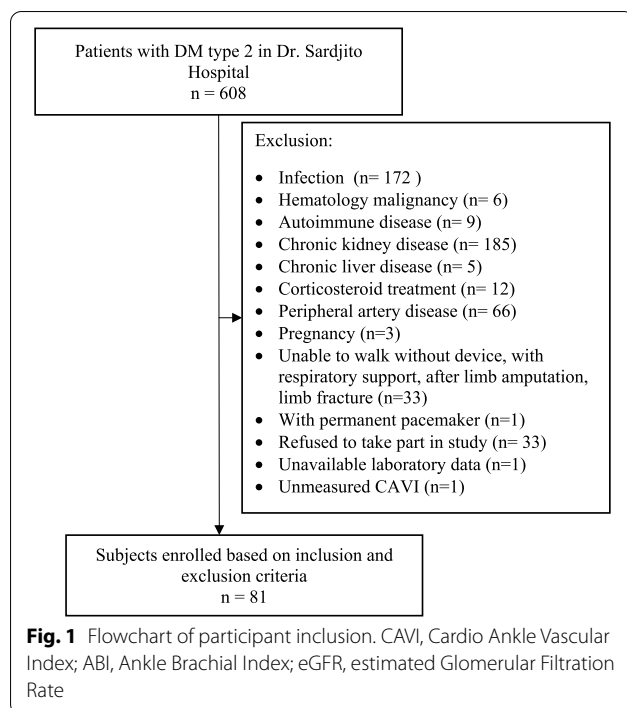 Patients with DM type 2 in Dr. Sardjito
Hospital
n = 608
Exclusion:
• Infection (n= 172 )
• Hematology malignancy (n= 6)
• Autoimmune disease (n= 9)
• Chronic kidney disease (n= 185)
• Chronic liver disease (n= 5)
• Corticosteroid treatment (n= 12)
• Peripheral artery disease (n= 66)
• Pregnancy (n=3)
• Unable to walk without device, with
respiratory support, after limb amputation,
limb fracture (n=33)
• With permanent pacemaker (n=1)
• Refused to take part in study (n= 33)
• Unavailable laboratory data (n=1)
• Unmeasured CAVI (n=1)
Subjects enrolled based on inclusion and
exclusion criteria
n = 81
Fig. 1 Flowchart of participant inclusion. CAVI, Cardio Ankle Vascular
Index; ABI, Ankle Brachial Index; eGFR, estimated Glomerular Filtration
Rate